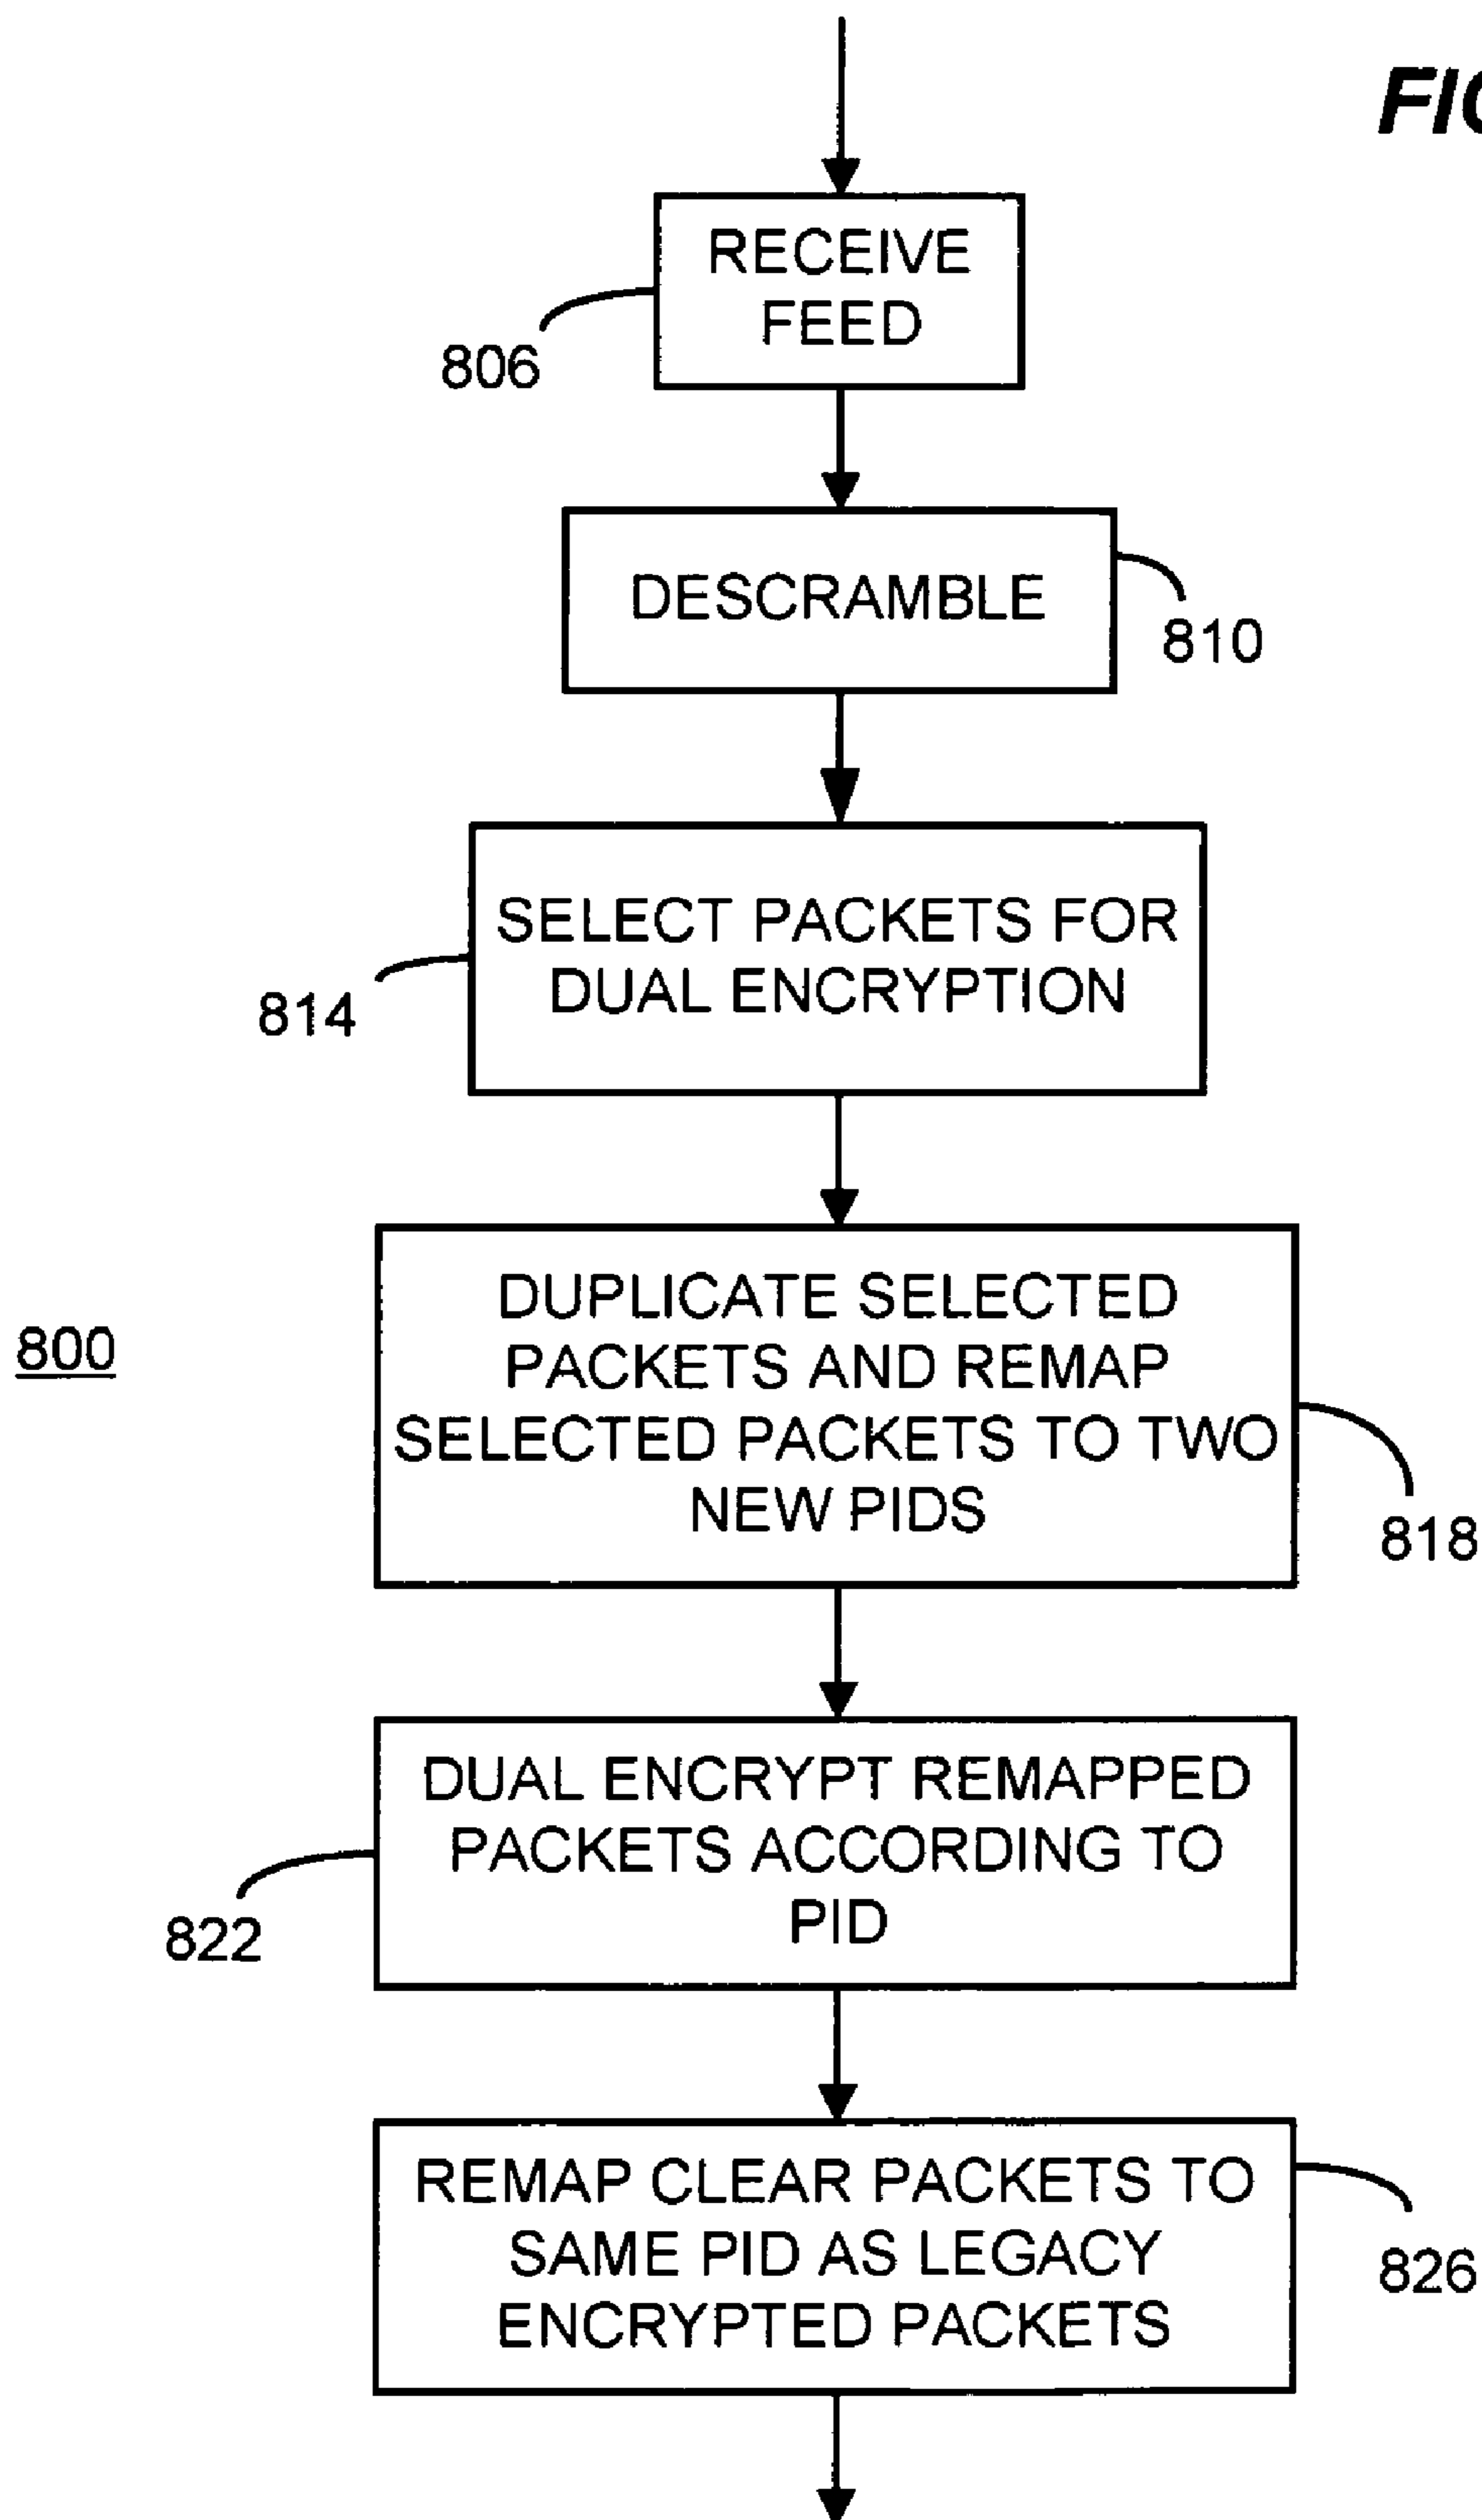 RECEIVE
FEED
806
DESCRAMBLE
810
SELECT PACKETS FOR
DUAL ENCRYPTION
814
DUPLICATE SELECTED
PACKETS AND REMAP
SELECTED PACKETS TO TWO
NEW PIDS
800
818
DUAL ENCRYPT REMAPPED
PACKETS ACCORDING TO
PID
822
REMAP CLEAR PACKETS TO
SAME PID AS LEGACY
ENCRYPTED PACKETS
826